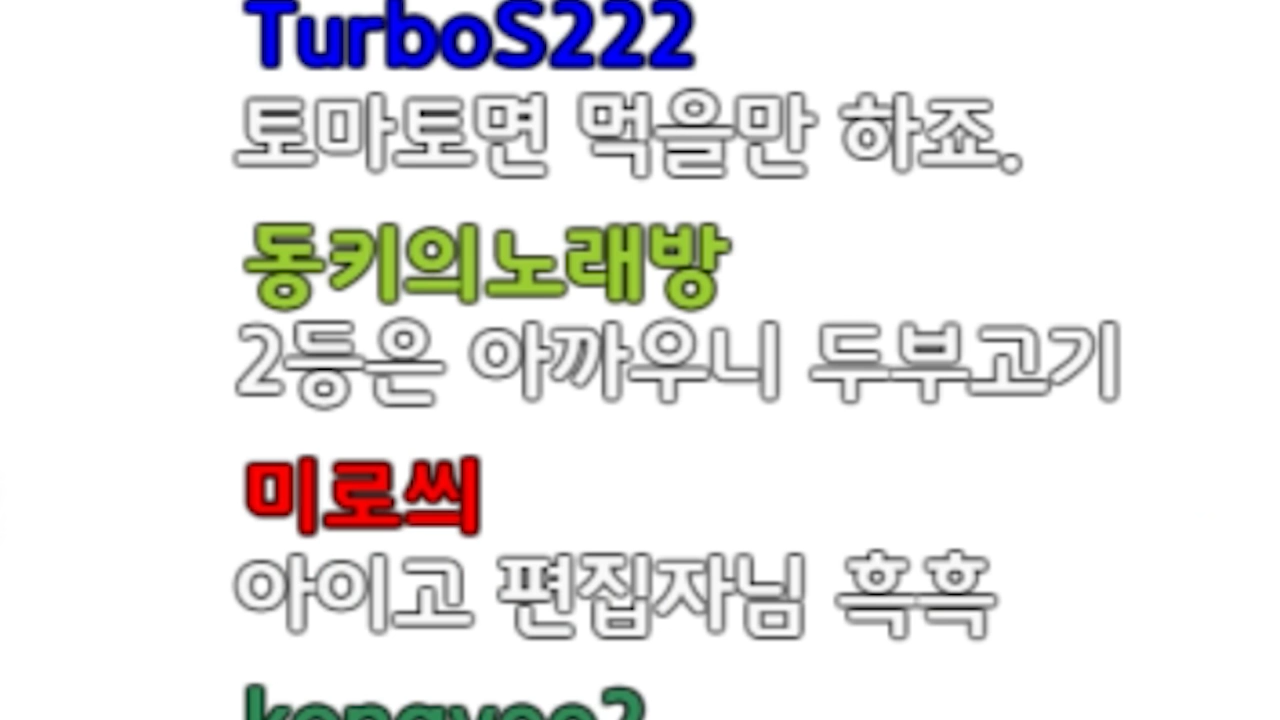 TurboS222
토마토면 먹을만 하죠.
동키의노래방
2등은 아까우니 두부고기
미로씌
아이고 편집자님 흑흑